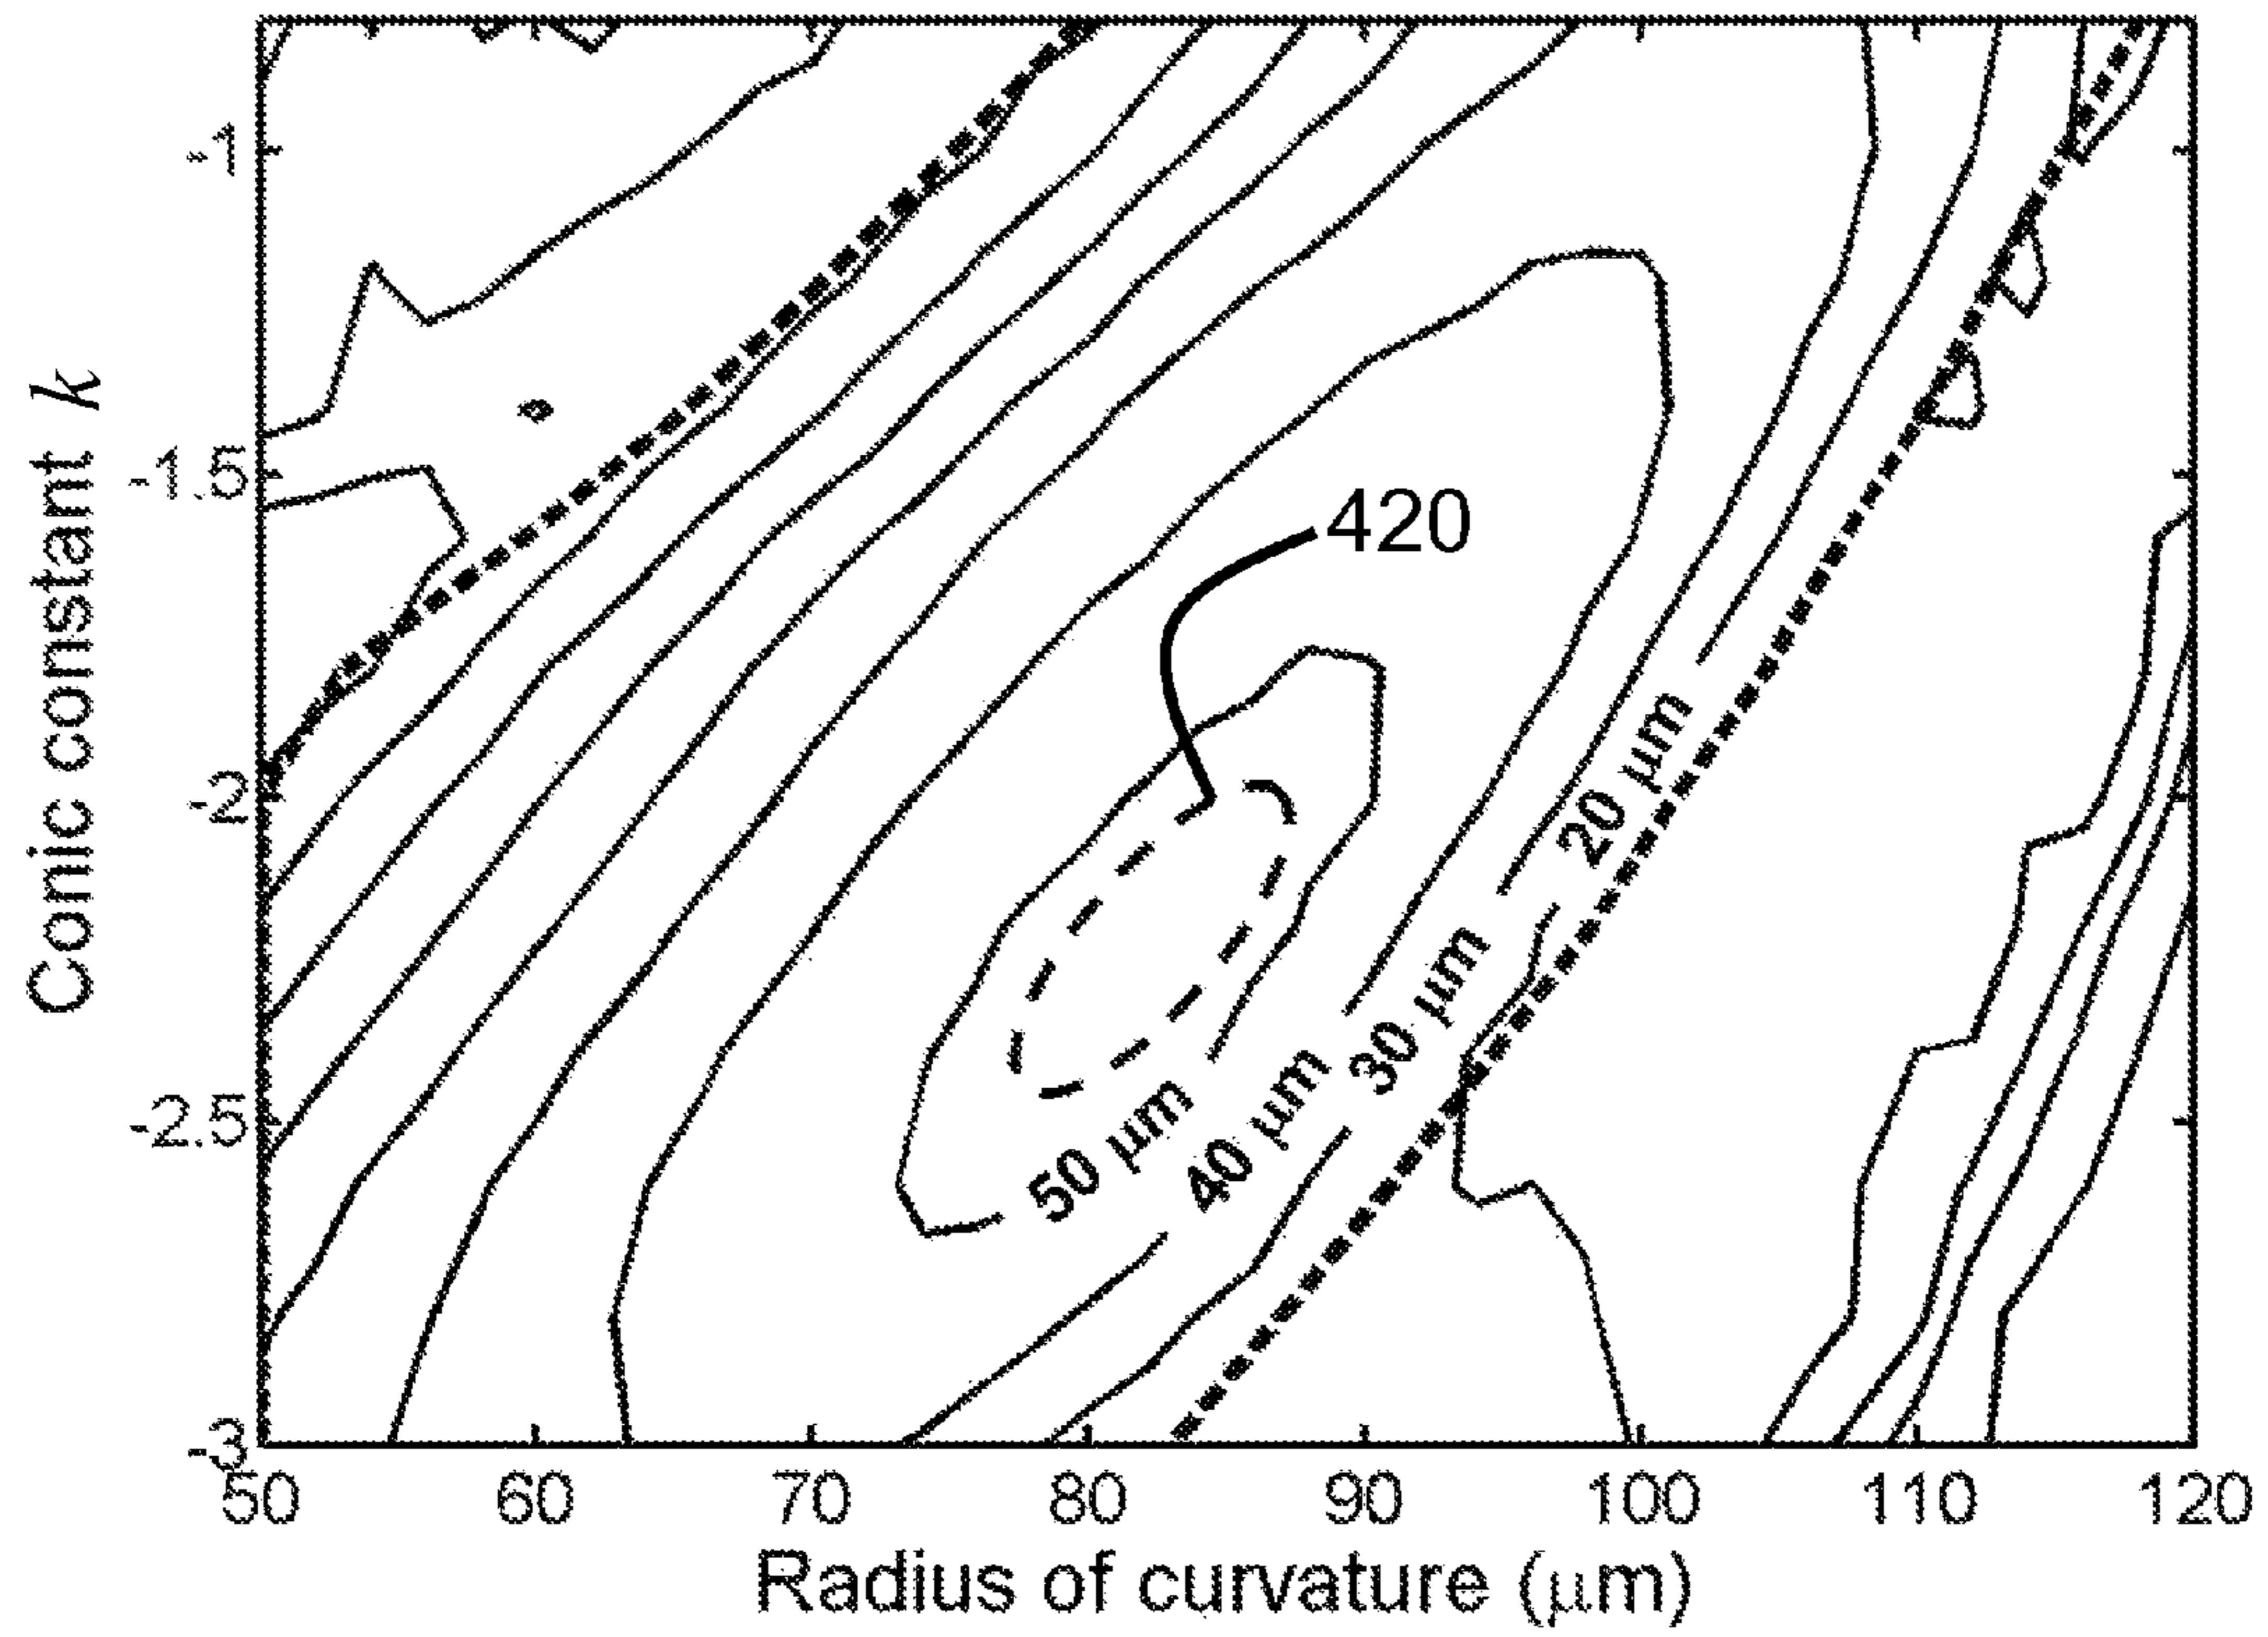 Conic constant k
-1
-1.5
-2
-2.5
-3
420
20 μm
30 μm
40 μm
50 μm
50 60 70 80 90 100 110 120
Radius of curvature (μm)